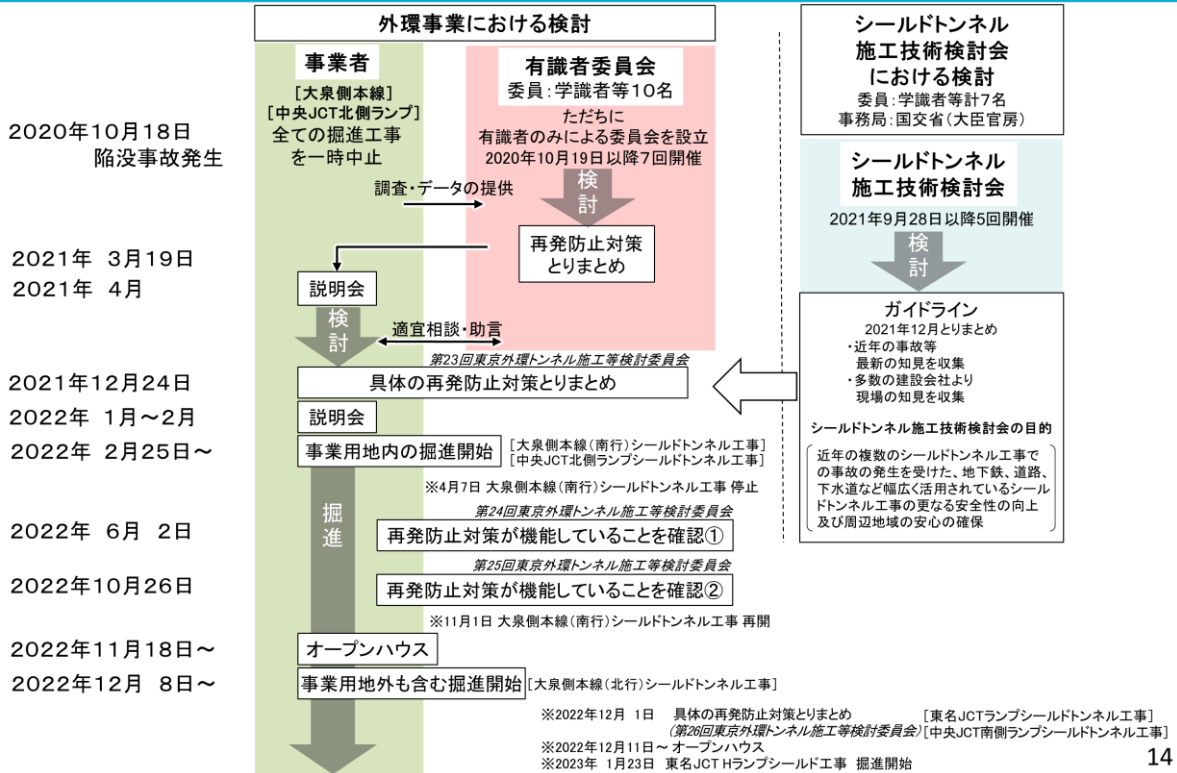 外環事業における検討
事業者
[大泉側本線]
[中央JCT北側ランプ]
全ての掘進工事
を一時中止
有識者委員会
委員：学識者等10名
ただちに
有識者のみによる委員会を設立
2020年10月19日以降7回開催
シールドトンネル
施工技術検討会
における検討
委員：学識者等計7名
事務局：国交省（大臣官房）
2020年10月18日
陥没事故発生
調査・データの提供
検討
再発防止対策
とりまとめ
シールドトンネル
施工技術検討会
2021年9月28日以降5回開催
検討
2021年 3月19日
2021年 4月
説明会
検討
適宜相談・助言
ガイドライン
2021年12月とりまとめ
・近年の事故等
最新の知見を収集
・多数の建設会社より
現場の知見を収集
シールドトンネル施工技術検討会の目的
近年の複数のシールドトンネル工事で
の事故の発生を受けた、地下鉄、道路、
下水道など幅広く活用されているシール
ドトンネル工事の更なる安全性の向上
及び周辺地域の安心の確保
第23回東京外環トンネル施工等検討委員会
2021年12月24日
具体の再発防止対策とりまとめ
2022年 1月～2月
説明会
2022年 2月25日～
事業用地内の掘進開始
[大泉側本線（南行）シールドトンネル工事]
[中央JCT北側ランプシールドトンネル工事]
※4月7日 大泉側本線（南行）シールドトンネル工事 停止
掘進
第24回東京外環トンネル施工等検討委員会
2022年 6月 2日
再発防止対策が機能していることを確認①
第25回東京外環トンネル施工等検討委員会
2022年10月26日
再発防止対策が機能していることを確認②
※11月1日 大泉側本線（南行）シールドトンネル工事 再開
2022年11月18日～
オープンハウス
2022年12月 8日～
事業用地外も含む掘進開始
[大泉側本線（北行）シールドトンネル工事]
※2022年12月 1日 具体の再発防止対策とりまとめ [東名JCTランプシールドトンネル工事]
（第26回東京外環トンネル施工等検討委員会） [中央JCT南側ランプシールドトンネル工事]
※2022年12月11日～ オープンハウス
※2023年 1月23日 東名JCT Hランプシールド工事 掘進開始
14